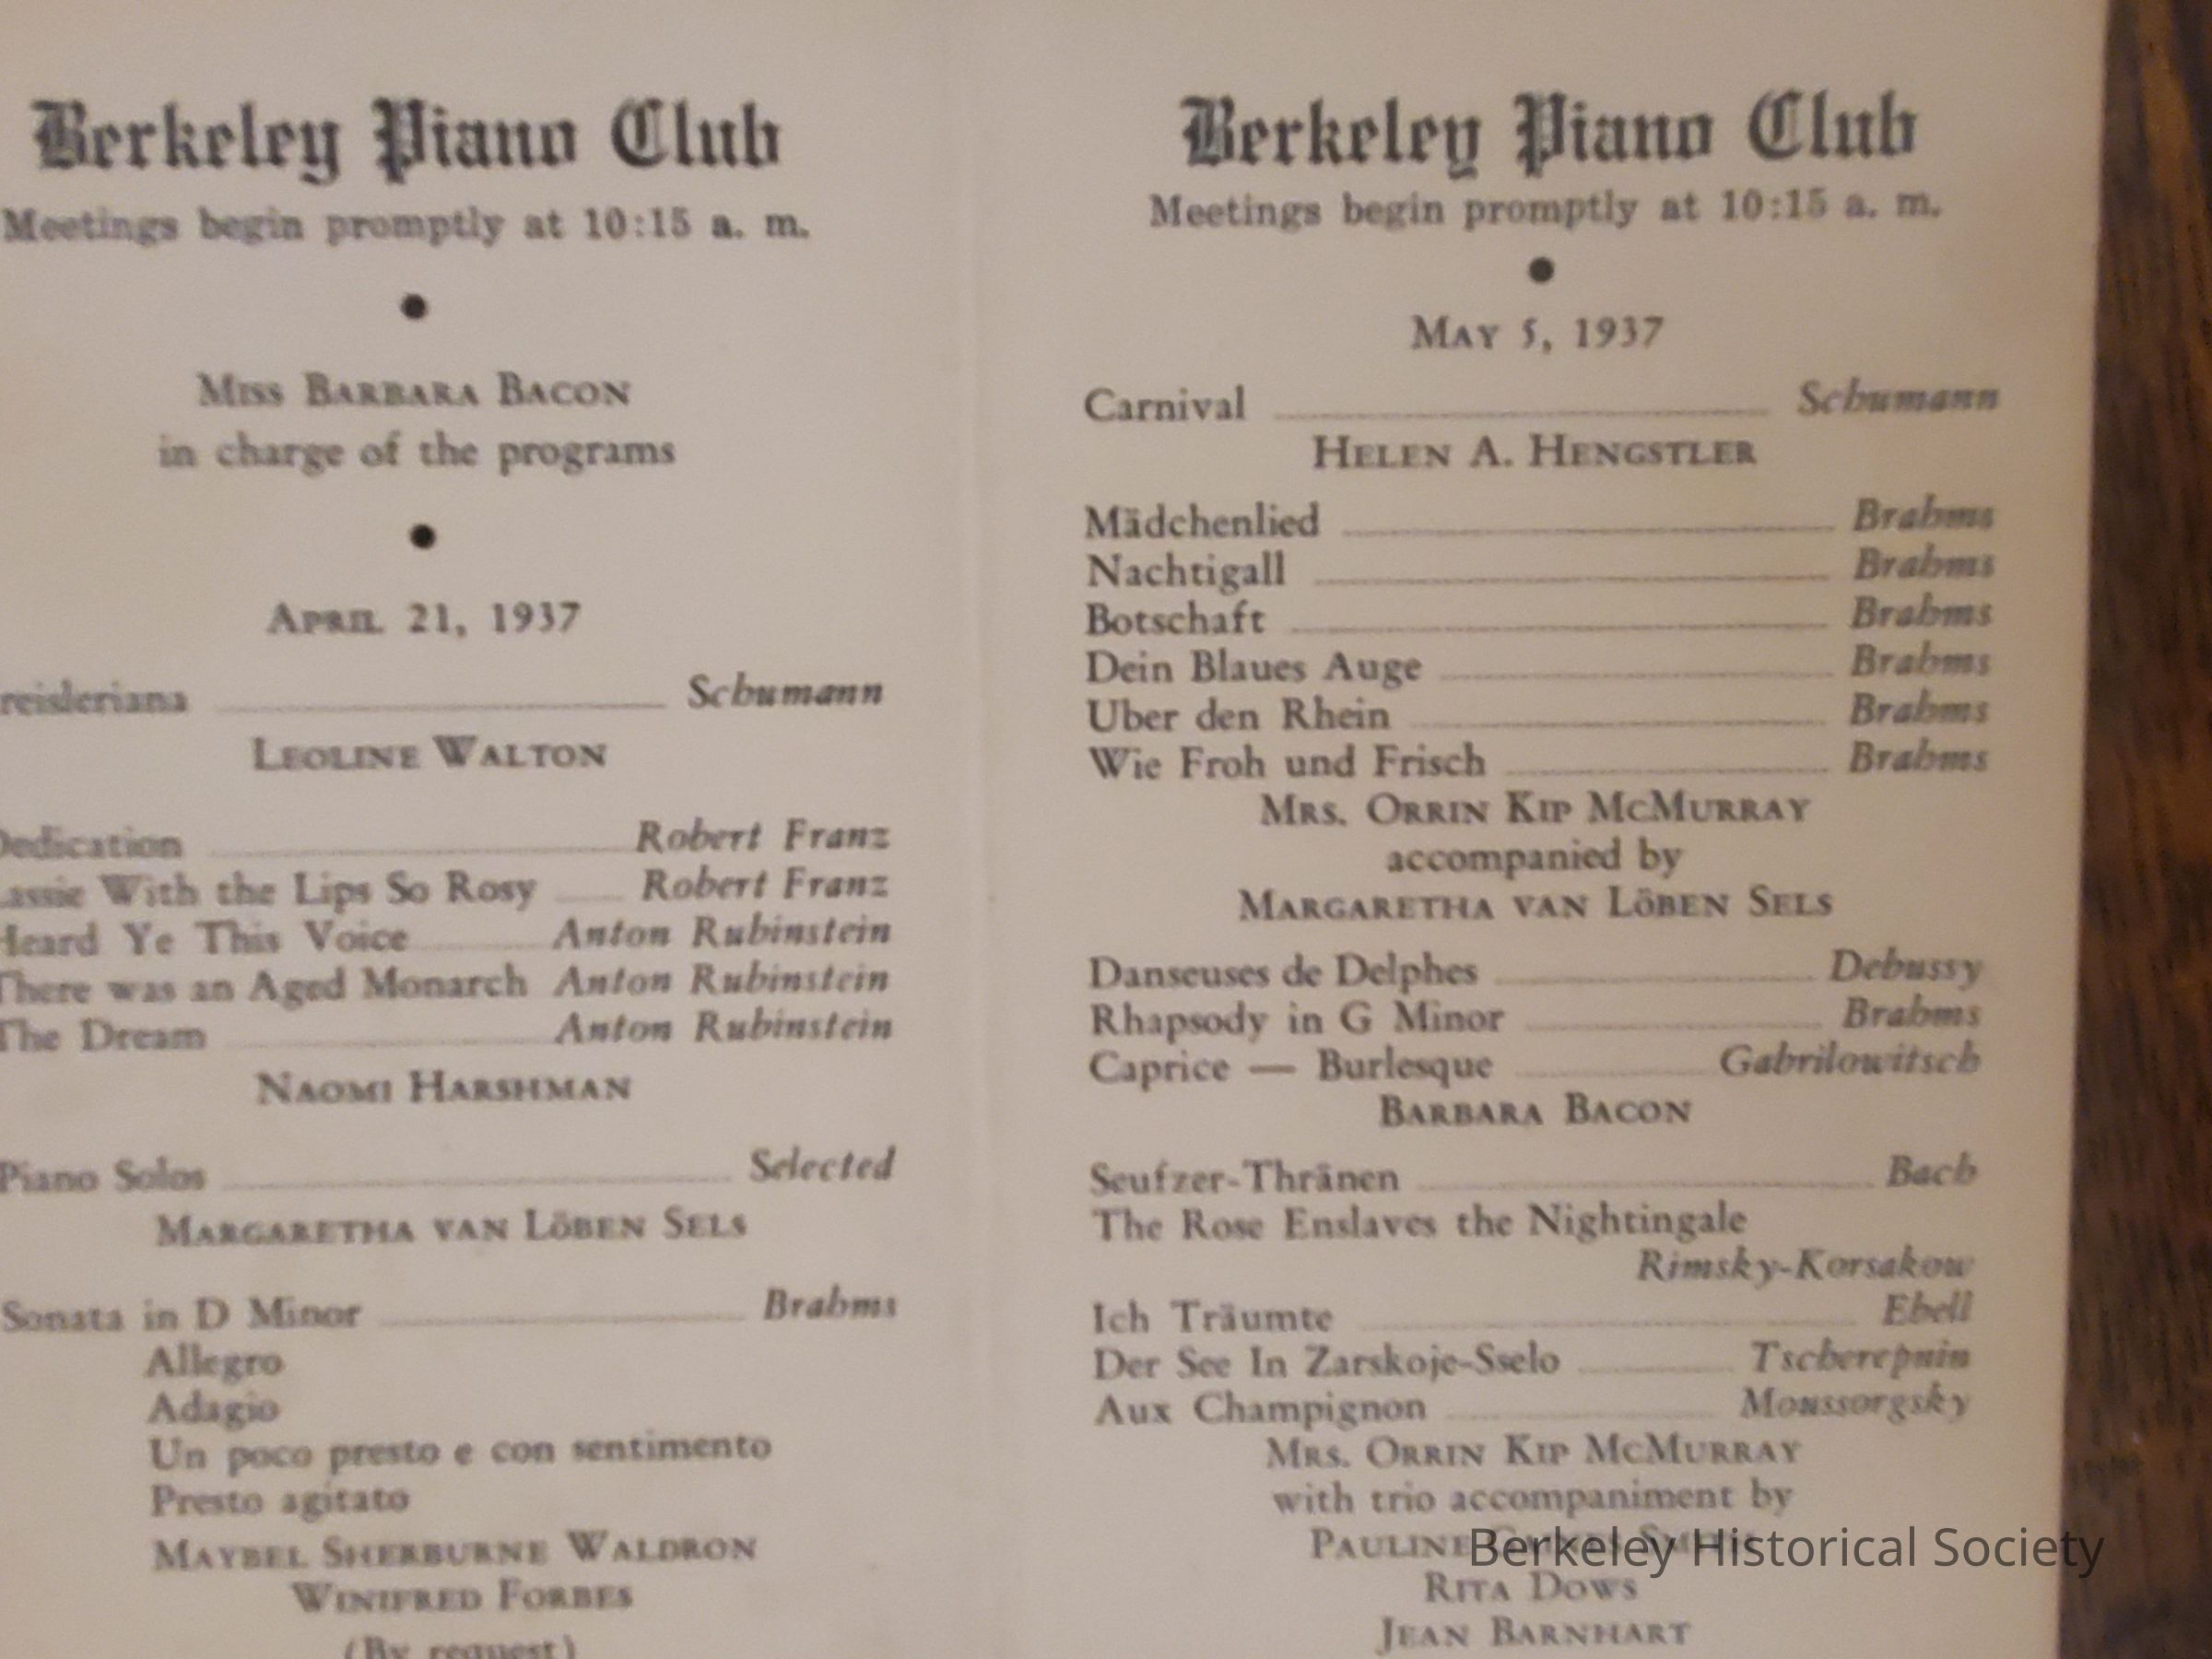 Berkeley Piano Club
Meetings begin promptly at 10:15 a. m.
Miss Barbara Bacon
in charge of the programs
April 21, 1937
reisleriana Schumann
Leoline Walton
Dedication Robert Franz
Lassie With the Lips So Rosy Robert Franz
Heard Ye This Voice Anton Rubinstein
There was an Aged Monarch Anton Rubinstein
The Dream Anton Rubinstein
Naomi Harshman
Piano Solos Selected
Margaretha van Löben Sels
Sonata in D Minor Brahms
Allegro
Adagio
Un poco presto e con sentimento
Presto agitato
Maybel Sherburne Waldron
Winifred Forbes
(By request)
Berkeley Piano Club
Meetings begin promptly at 10:15 a. m.
May 5, 1937
Carnival Schumann
Helen A. Hengstler
Mädchenlied Brahms
Nachtigall Brahms
Botschaft Brahms
Dein Blaues Auge Brahms
Uber den Rhein Brahms
Wie Froh und Frisch Brahms
Mrs. Orrin Kip McMurray
accompanied by
Margaretha van Löben Sels
Danseuses de Delphes Debussy
Rhapsody in G Minor Brahms
Caprice — Burlesque Gabrilowitsch
Barbara Bacon
Seufzer-Thränen Bach
The Rose Enslaves the Nightingale
Rimsky-Korsakow
Ich Träumte Ebell
Der See In Zarskoje-Sselo Tscherepnin
Aux Champignon Moussorgsky
Mrs. Orrin Kip McMurray
with trio accompaniment by
Pauline
Rita Dows
Jean Barnhart
Berkeley Historical Society